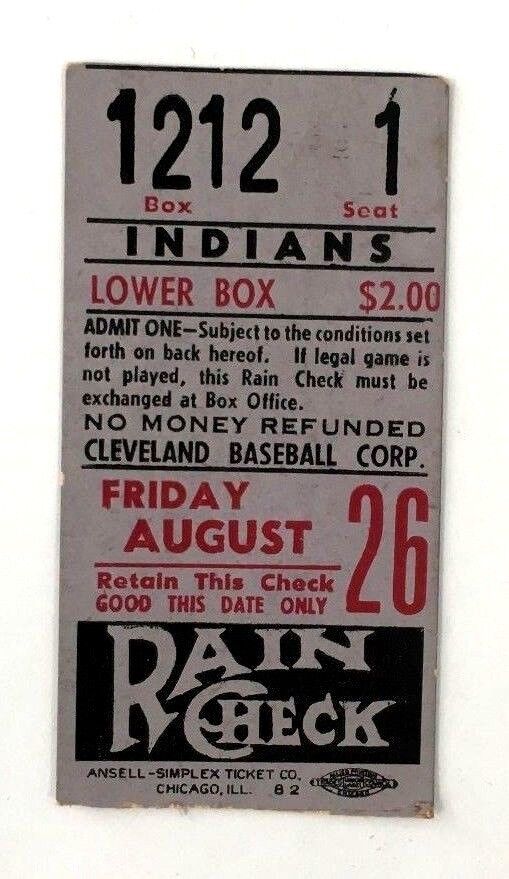 1212 1
Box Seat
INDIANS
LOWER BOX $2.00
ADMIT ONE—Subject to the conditions set
forth on back hereof. If legal game is
not played, this Rain Check must be
exchanged at Box Office.
NO MONEY REFUNDED
CLEVELAND BASEBALL CORP.
FRIDAY
AUGUST 26
Retain This Check
GOOD THIS DATE ONLY
RAIN
CHECK
ANSELL-SIMPLEX TICKET CO.
CHICAGO, ILL. 82